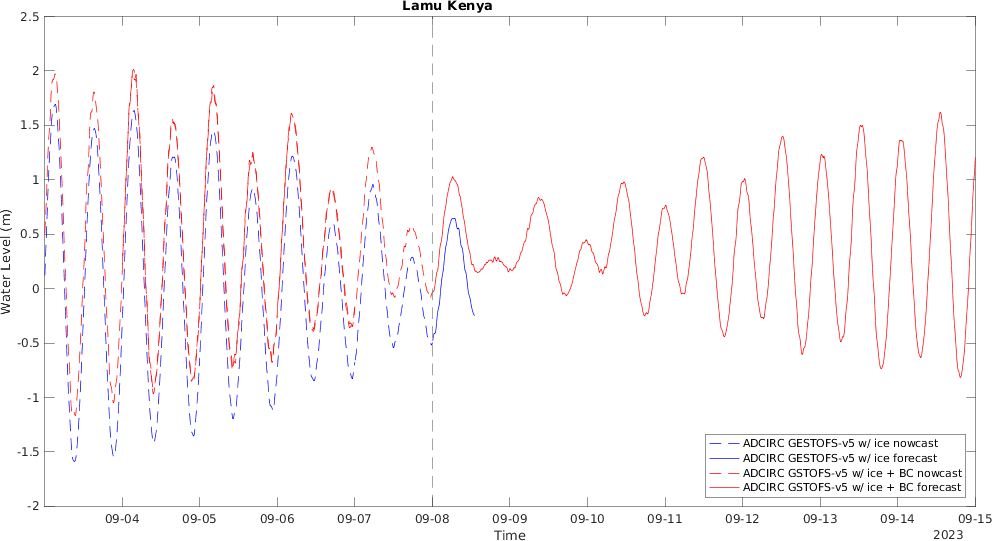 Lamu Kenya
2.5
2
1.5
1
0.5
0
-0.5
-1
-1.5
-2
Water Level (m)
ADCIRC GESTOFS-v5 w/ ice nowcast
ADCIRC GESTOFS-v5 w/ ice forecast
ADCIRC GSTOFS-v5 w/ ice + BC nowcast
ADCIRC GSTOFS-v5 w/ ice + BC forecast
09-04 09-05 09-06 09-07 09-08 09-09 09-10 09-11 09-12 09-13 09-14 09-15
Time
2023